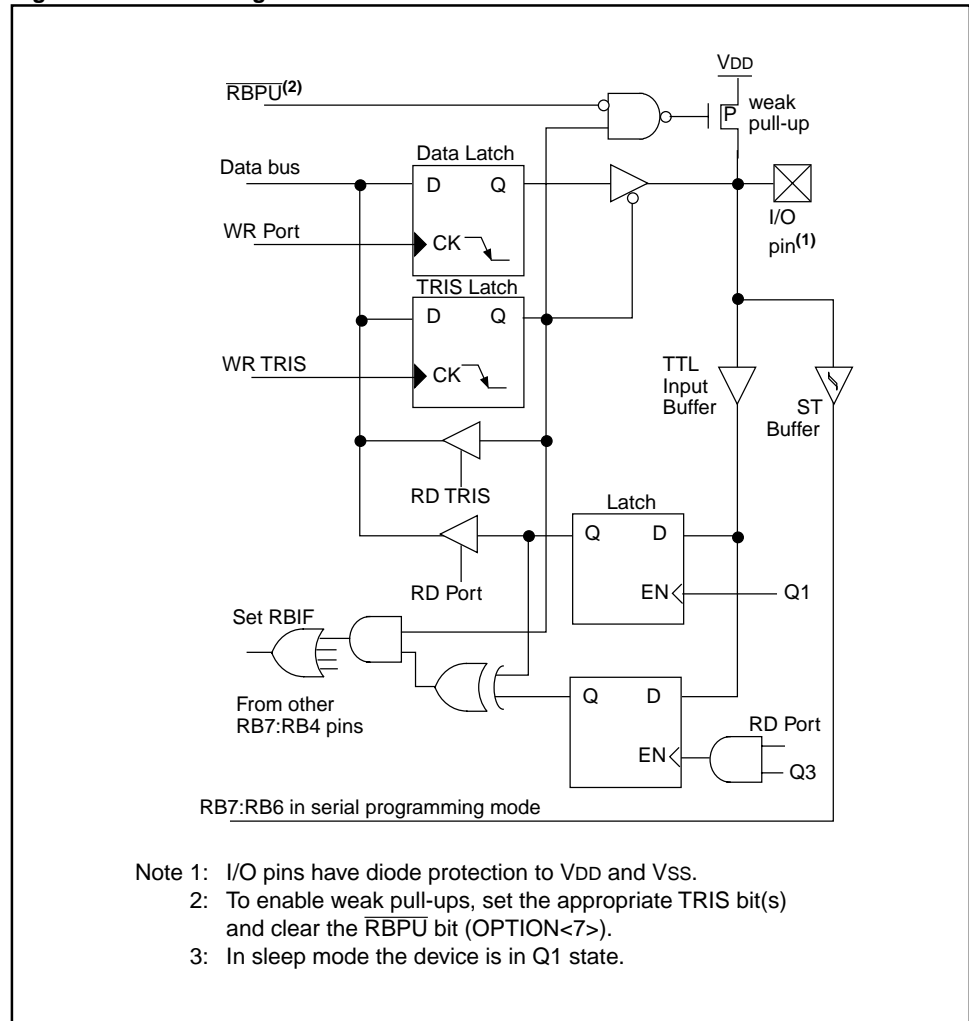 VDD
RBPU(2)
P
weak
pull-up
Data Latch
Data bus
D Q
WR Port
CK
I/O
pin(1)
TRIS Latch
D Q
WR TRIS
CK
TTL
Input
Buffer
ST
Buffer
RD TRIS
Latch
Q D
RD Port
EN
Q1
Set RBIF
From other
RB7:RB4 pins
Q D
RD Port
EN
Q3
RB7:RB6 in serial programming mode
Note 1: I/O pins have diode protection to VDD and VSS.
2: To enable weak pull-ups, set the appropriate TRIS bit(s)
and clear the RBPU bit (OPTION<7>).
3: In sleep mode the device is in Q1 state.